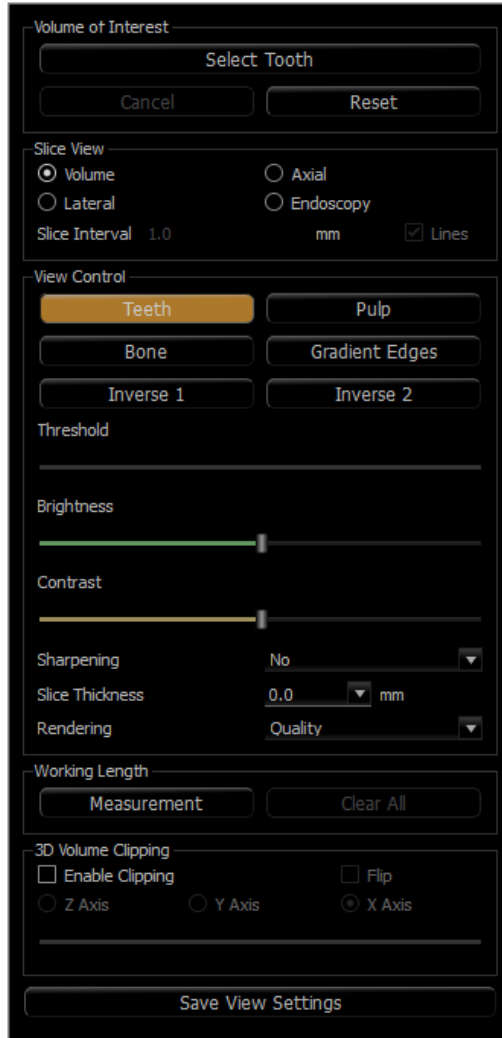 Volume of Interest
Select Tooth
Cancel Reset
Slice View
Volume Axial
Lateral Endoscopy
Slice Interval 1.0 mm Lines
View Control
Teeth Pulp
Bone Gradient Edges
Inverse 1 Inverse 2
Threshold
Brightness
Contrast
Sharpening No
Slice Thickness 0.0 mm
Rendering Quality
Working Length
Measurement Clear All
3D Volume Clipping
Enable Clipping Flip
Z Axis Y Axis X Axis
Save View Settings